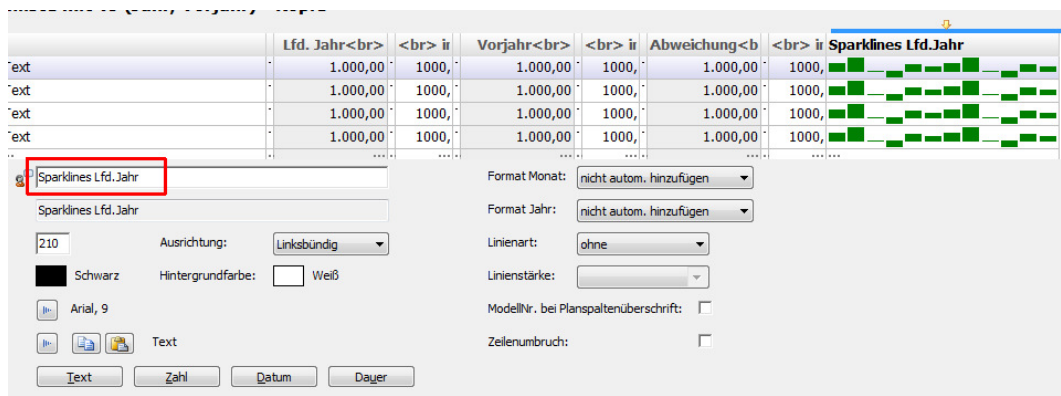 Lfd. Jahr<br> <br> ir Vorjahr<br> <br> ir Abweichung<b <br> ir Sparklines Lfd.Jahr
Text 1.000,00 1000, 1.000,00 1000, 1.000,00 1000,
Text 1.000,00 1000, 1.000,00 1000, 1.000,00 1000,
Text 1.000,00 1000, 1.000,00 1000, 1.000,00 1000,
Text 1.000,00 1000, 1.000,00 1000, 1.000,00 1000,
... ... ... ... ... ... ... ...
Sparklines Lfd.Jahr Format Monat: nicht autom. hinzufügen
Sparklines Lfd.Jahr Format Jahr: nicht autom. hinzufügen
210 Ausrichtung: Linksbündig Linienart: ohne
Schwarz Hintergrundfarbe: Weiß Linienstärke:
Arial, 9 ModellNr. bei Planspaltenüberschrift:
Text Zeilenumbruch:
Text Zahl Datum Dauer